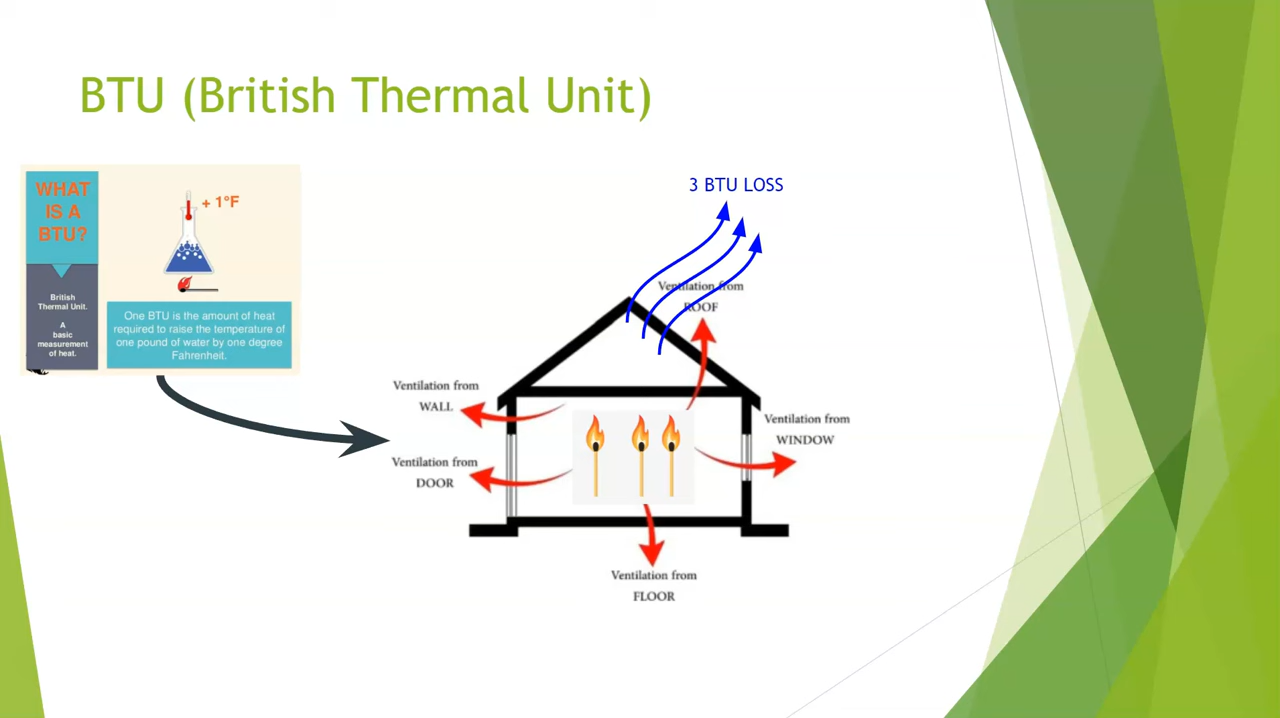 BTU (British Thermal Unit)
WHAT
IS A
BTU?
+ 1°F
British
Thermal Unit.
A
basic
measurement
of heat.
One BTU is the amount of heat
required to raise the temperature of
one pound of water by one degree
Fahrenheit.
3 BTU LOSS
Ventilation from
ROOF
Ventilation from
WALL
Ventilation from
WINDOW
Ventilation from
DOOR
Ventilation from
FLOOR